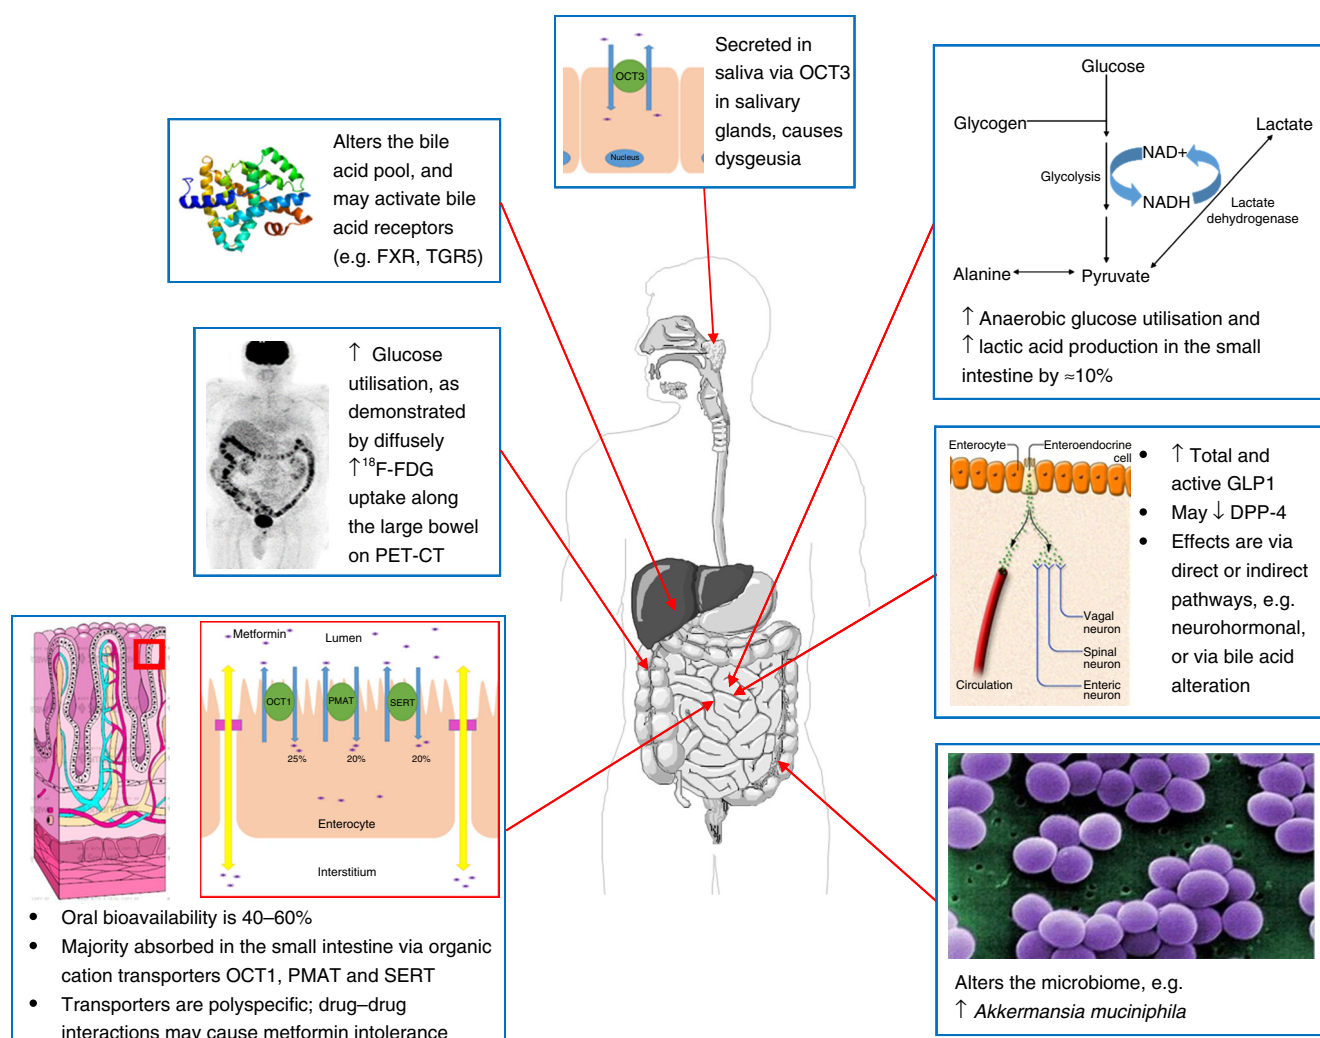 OCT3
Nucleus
Secreted in
saliva via OCT3
in salivary
glands, causes
dysgeusia
Alters the bile
acid pool, and
may activate bile
acid receptors
(e.g. FXR, TGR5)
Glucose
Glycogen
Lactate
NAD+
Glycolysis
NADH
Lactate
dehydrogenase
Alanine
Pyruvate
↑ Anaerobic glucose utilisation and
↑ lactic acid production in the small
intestine by ≈10%
↑ Glucose
utilisation, as
demonstrated
by diffusely
↑¹⁸F-FDG
uptake along
the large bowel
on PET-CT
Enterocyte
Enteroendocrine
cell
Vagal
neuron
Spinal
neuron
Enteric
neuron
Circulation
• ↑ Total and
active GLP1
• May ↓ DPP-4
• Effects are via
direct or indirect
pathways, e.g.
neurohormonal,
or via bile acid
alteration
Metformin
Lumen
OCT1
PMAT
SERT
25%
20%
20%
Enterocyte
Interstitium
• Oral bioavailability is 40–60%
• Majority absorbed in the small intestine via organic
cation transporters OCT1, PMAT and SERT
• Transporters are polyspecific; drug–drug
interactions may cause metformin intolerance
Alters the microbiome, e.g.
↑ Akkermansia muciniphila